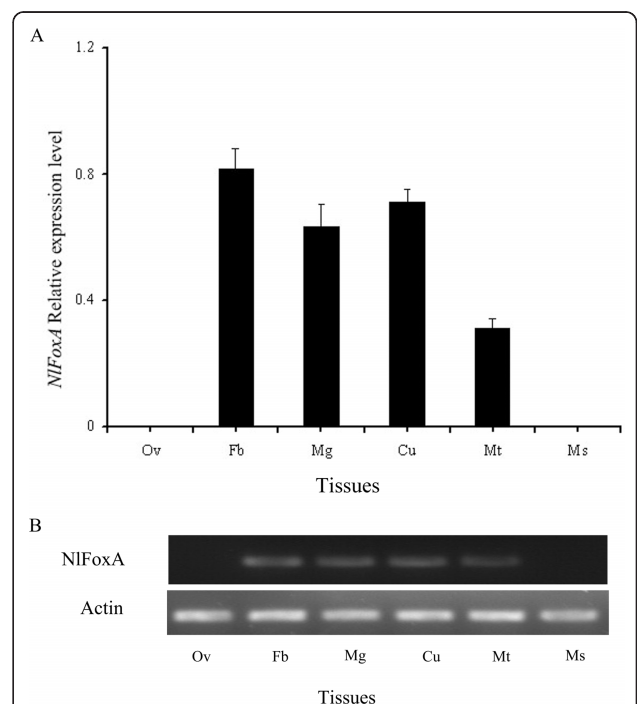 A
1.2
0.8
0.4
0
NlFoxA Relative expression level
Ov Fb Mg Cu Mt Ms
Tissues
B
NlFoxA
Actin
Ov Fb Mg Cu Mt Ms
Tissues